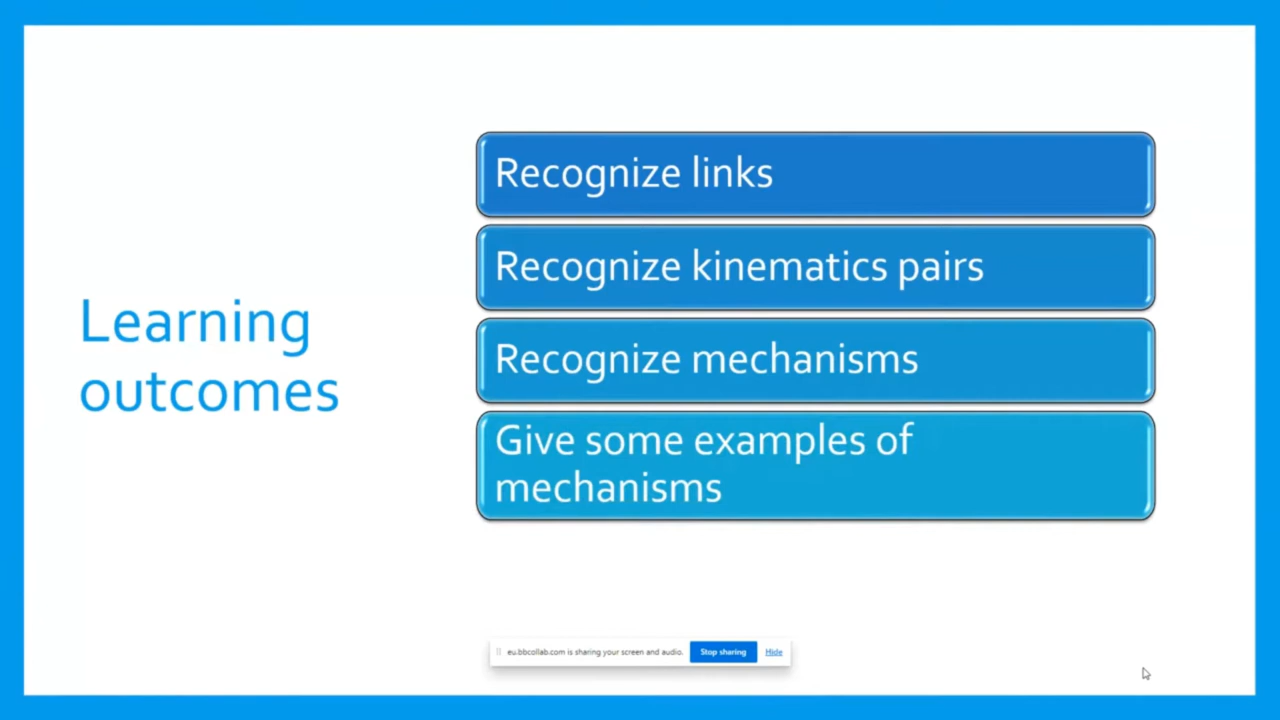 Learning
outcomes
Recognize links
Recognize kinematics pairs
Recognize mechanisms
Give some examples of
mechanisms
eu.bbcollab.com is sharing your screen and audio.
Stop sharing
Hide